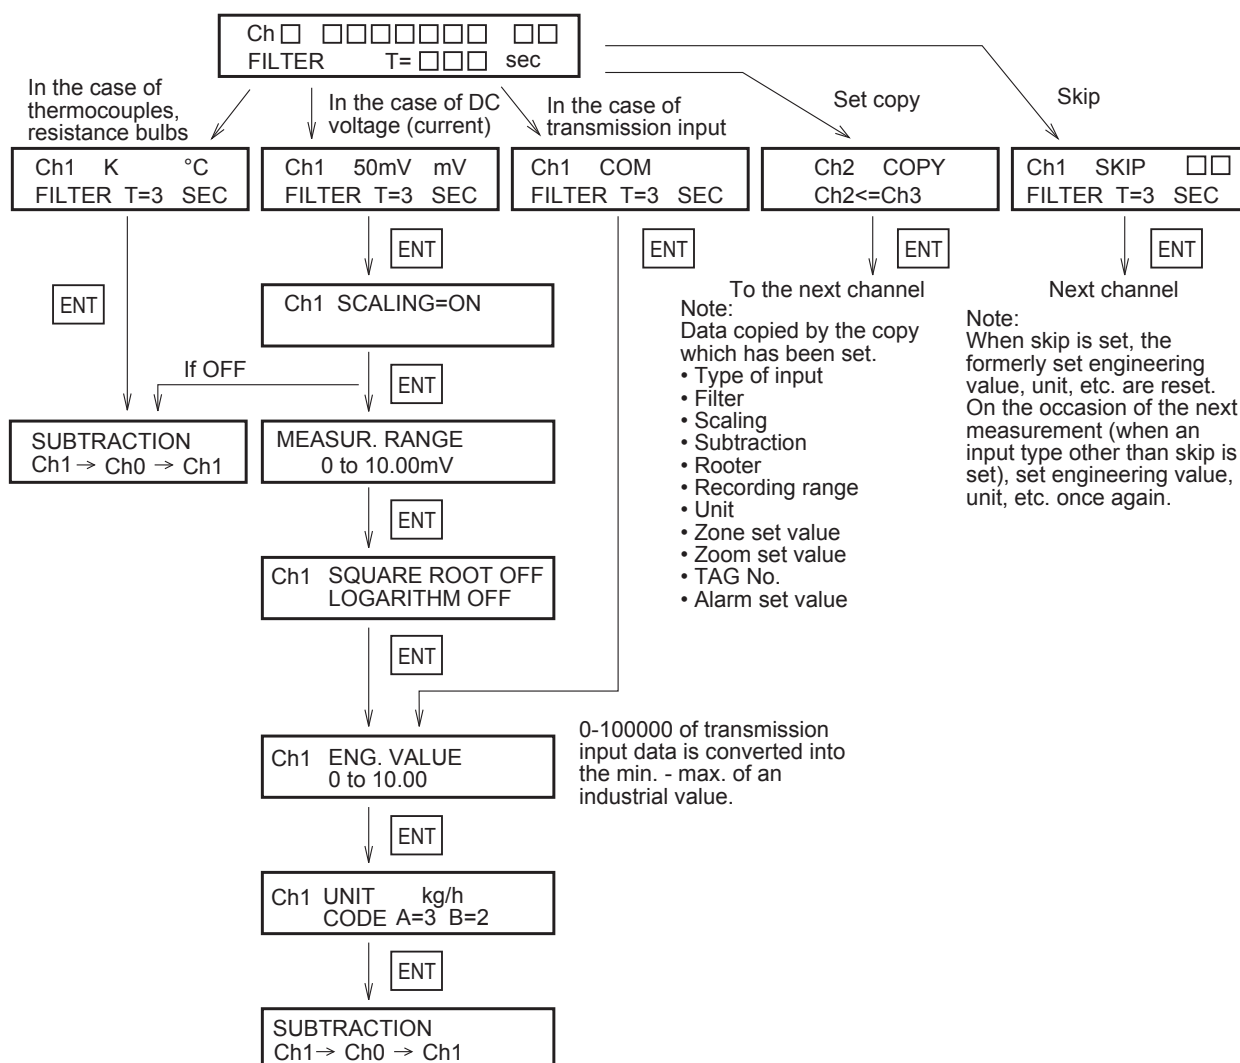 Ch□ □□□□□□□ □□
FILTER T= □□□ sec
In the case of
thermocouples,
resistance bulbs
In the case of DC
voltage (current)
In the case of
transmission input
Set copy
Skip
Ch1 K °C
FILTER T=3 SEC
Ch1 50mV mV
FILTER T=3 SEC
Ch1 COM
FILTER T=3 SEC
Ch2 COPY
Ch2<=Ch3
Ch1 SKIP □□
FILTER T=3 SEC
ENT
ENT
ENT
ENT
ENT
Ch1 SCALING=ON
If OFF
ENT
SUBTRACTION
Ch1→ Ch0 → Ch1
MEASUR. RANGE
0 to 10.00mV
ENT
Ch1 SQUARE ROOT OFF
LOGARITHM OFF
ENT
To the next channel
Note:
Data copied by the copy
which has been set.
• Type of input
• Filter
• Scaling
• Subtraction
• Rooter
• Recording range
• Unit
• Zone set value
• Zoom set value
• TAG No.
• Alarm set value
Next channel
Note:
When skip is set, the
formerly set engineering
value, unit, etc. are reset.
On the occasion of the next
measurement (when an
input type other than skip is
set), set engineering value,
unit, etc. once again.
Ch1 ENG. VALUE
0 to 10.00
0-100000 of transmission
input data is converted into
the min. - max. of an
industrial value.
ENT
Ch1 UNIT kg/h
CODE A=3 B=2
ENT
SUBTRACTION
Ch1→ Ch0 → Ch1